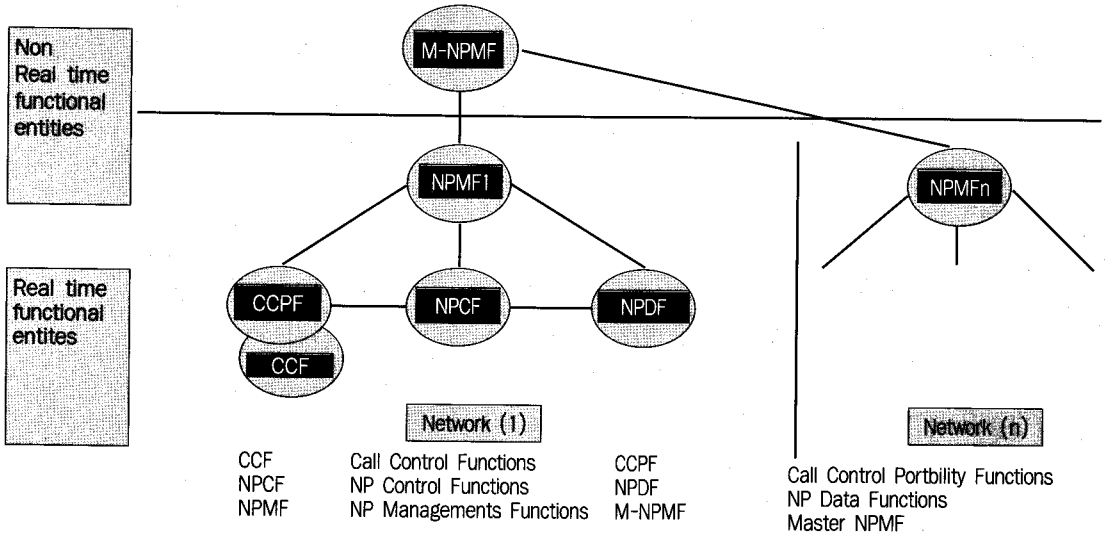 Non
Real time
functional
entities
M-NPMF
NPMF1
NPMFn
Real time
functional
entites
CCPF
NPCF
NPDF
CCF
Network (1)
Network (n)
CCF Call Control Functions CCPF Call Control Portbility Functions
NPCF NP Control Functions NPDF NP Data Functions
NPMF NP Managements Functions M-NPMF Master NPMF